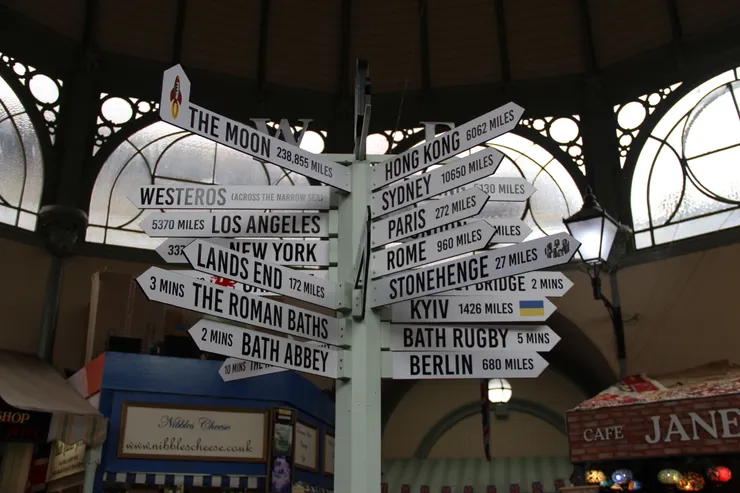 W E
THE MOON 238,855 MILES
WESTEROS (ACROSS THE NARROW SEA)
5370 MILES LOS ANGELES
NEW YORK
LANDS END 172 MILES
3 MINS THE ROMAN BATHS
2 MINS BATH ABBEY
10 MINS THE
HONG KONG 6062 MILES
SYDNEY 10650 MILES
130 MILES
PARIS 272 MILES
MILES
ROME 960 MILES
STONEHENGE 27 MILES
BRIDGE 2 MINS
KYIV 1426 MILES
BATH RUGBY 5 MINS
BERLIN 680 MILES
SHOP
Nibbles Cheese
www.nibblescheese.co.uk
CAFE JANE